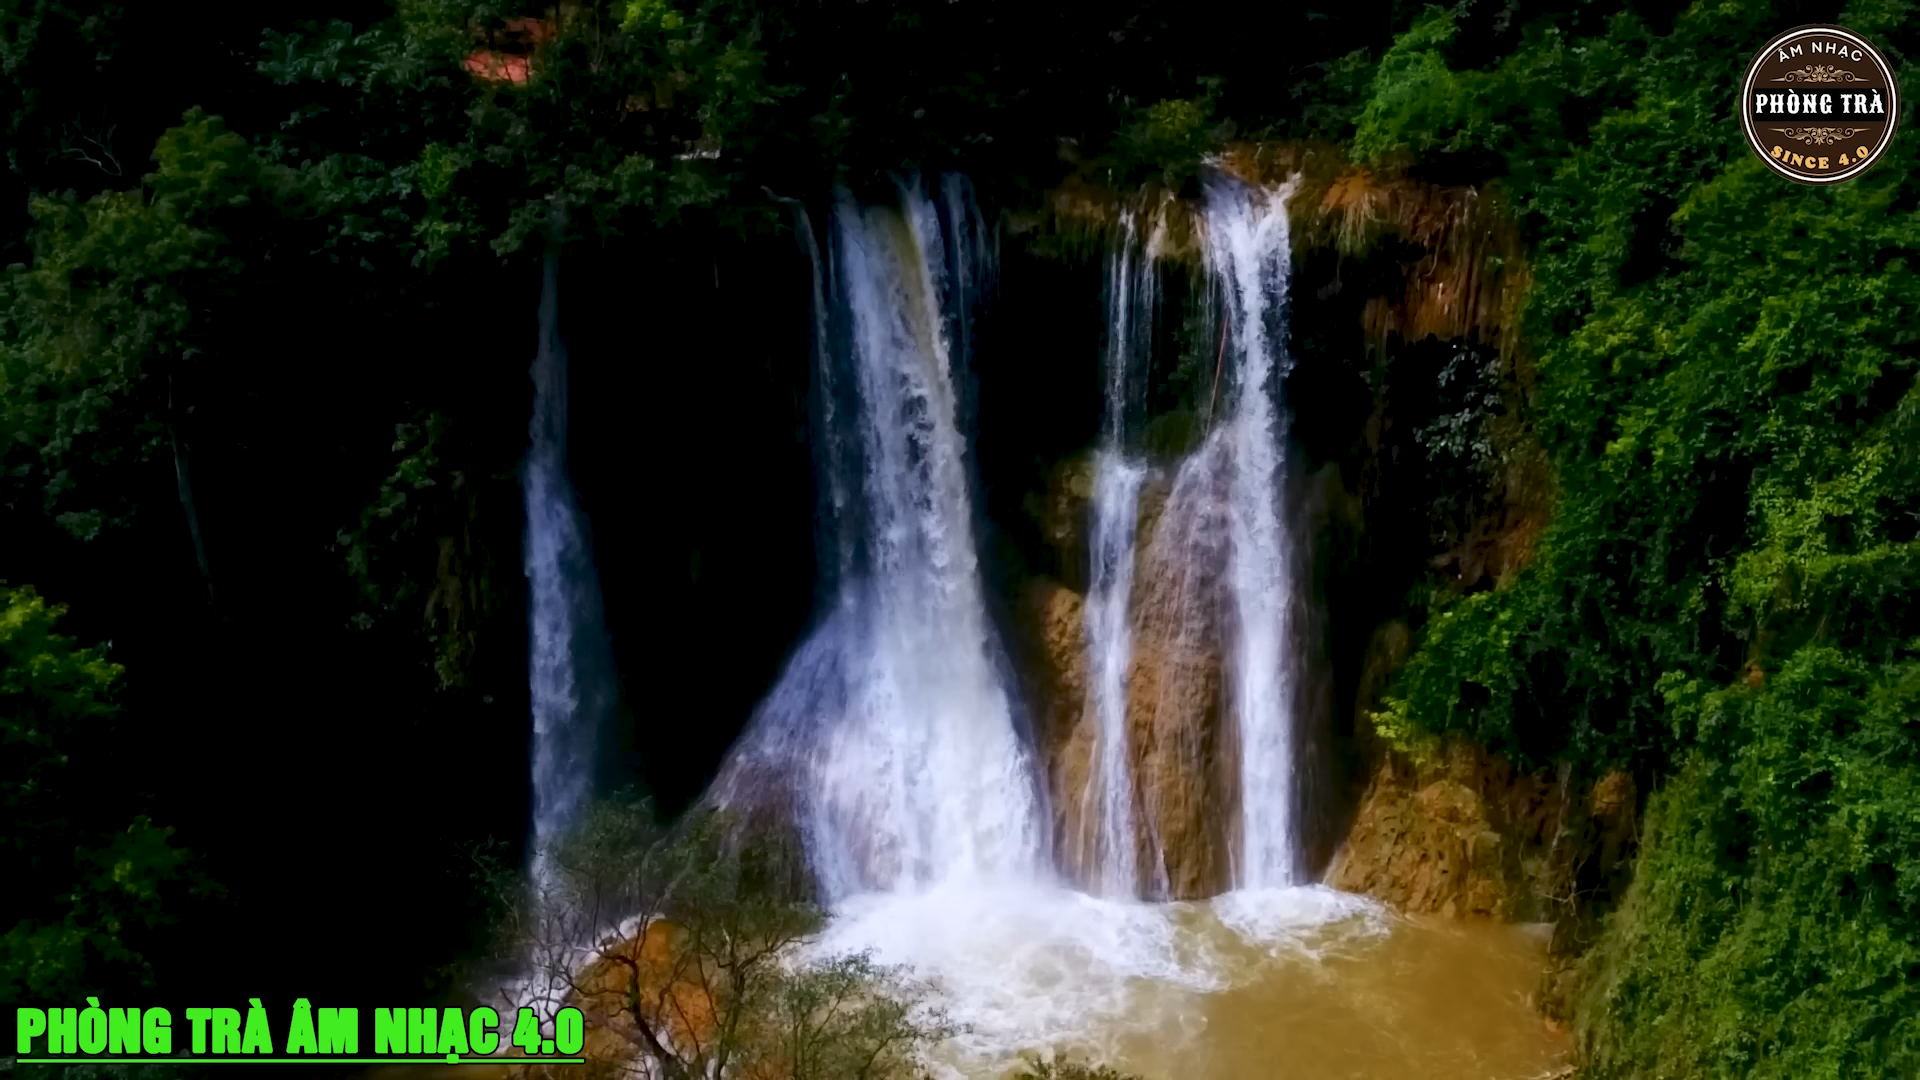 ÂM NHẠC
PHÒNG TRÀ
SINCE 4.0
PHÒNG TRÀ ÂM NHẠC 4.0